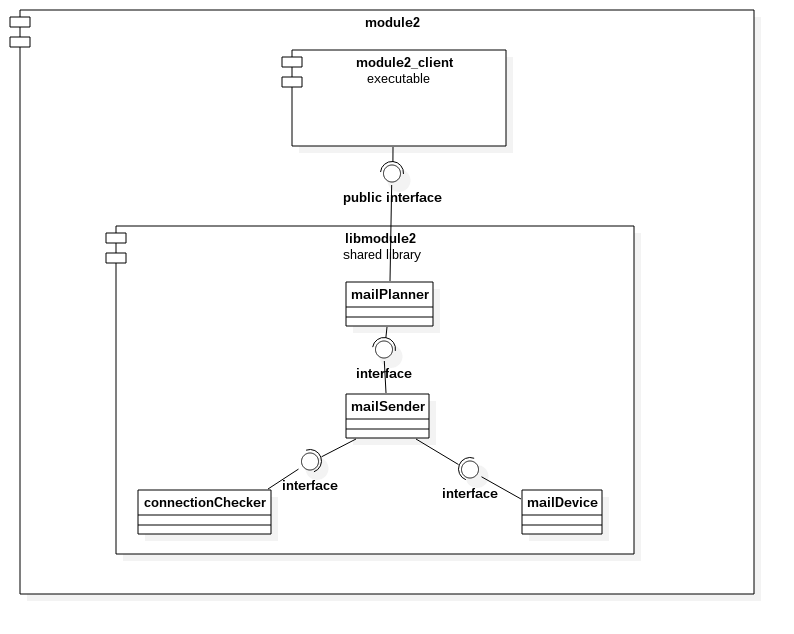 module2
module2_client
executable
public interface
libmodule2
shared library
mailPlanner
interface
mailSender
interface
interface
connectionChecker
mailDevice